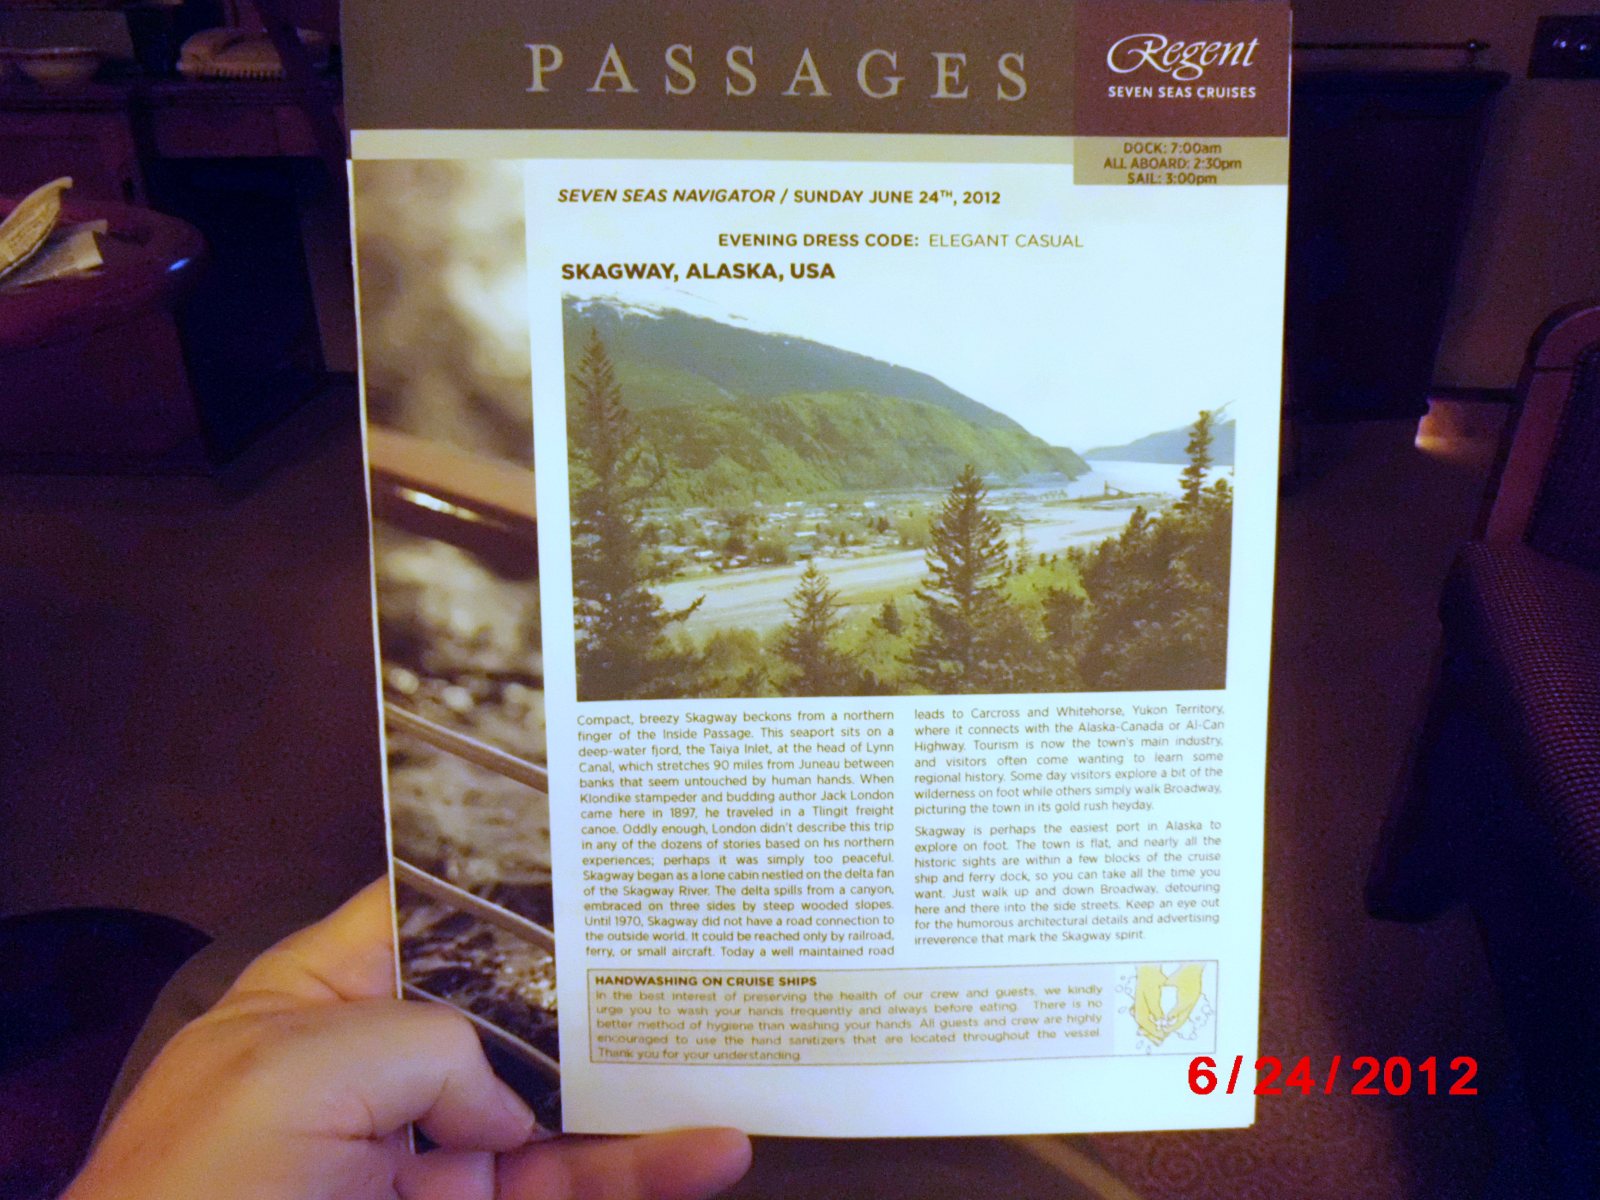 PASSAGES
Regent
SEVEN SEAS CRUISES
DOCK: 7:00am
ALL ABOARD: 2:30pm
SAIL: 3:00pm
SEVEN SEAS NAVIGATOR / SUNDAY JUNE 24TH, 2012
EVENING DRESS CODE: ELEGANT CASUAL
SKAGWAY, ALASKA, USA
Compact, breezy Skagway beckons from a northern
finger of the Inside Passage. This seaport sits on a
deep-water fjord, the Taiya Inlet, at the head of Lynn
Canal, which stretches 90 miles from Juneau between
banks that seem untouched by human hands. When
Klondike stampeder and budding author Jack London
came here in 1897, he traveled in a Tlingit freight
canoe. Oddly enough, London didn't describe this trip
in any of the dozens of stories based on his northern
experiences; perhaps it was simply too peaceful.
Skagway began as a lone cabin nestled on the delta fan
of the Skagway River. The delta spills from a canyon,
embraced on three sides by steep wooded slopes.
Until 1970, Skagway did not have a road connection to
the outside world. It could be reached only by railroad,
ferry, or small aircraft. Today a well maintained road
leads to Carcross and Whitehorse, Yukon Territory,
where it connects with the Alaska-Canada or Al-Can
Highway. Tourism is now the town's main industry,
and visitors often come wanting to learn some
regional history. Some day visitors explore a bit of the
wilderness on foot while others simply walk Broadway,
picturing the town in its gold rush heyday.
Skagway is perhaps the easiest port in Alaska to
explore on foot. The town is flat, and nearly all the
historic sights are within a few blocks of the cruise
ship and ferry dock, so you can take all the time you
want. Just walk up and down Broadway, detouring
here and there into the side streets. Keep an eye out
for the humorous architectural details and advertising
irreverence that mark the Skagway spirit.
HANDWASHING ON CRUISE SHIPS
In the best interest of preserving the health of our crew and guests, we kindly
urge you to wash your hands frequently and always before eating. There is no
better method of hygiene than washing your hands. All guests and crew are highly
encouraged to use the hand sanitizers that are located throughout the vessel.
Thank you for your understanding.
6/24/2012